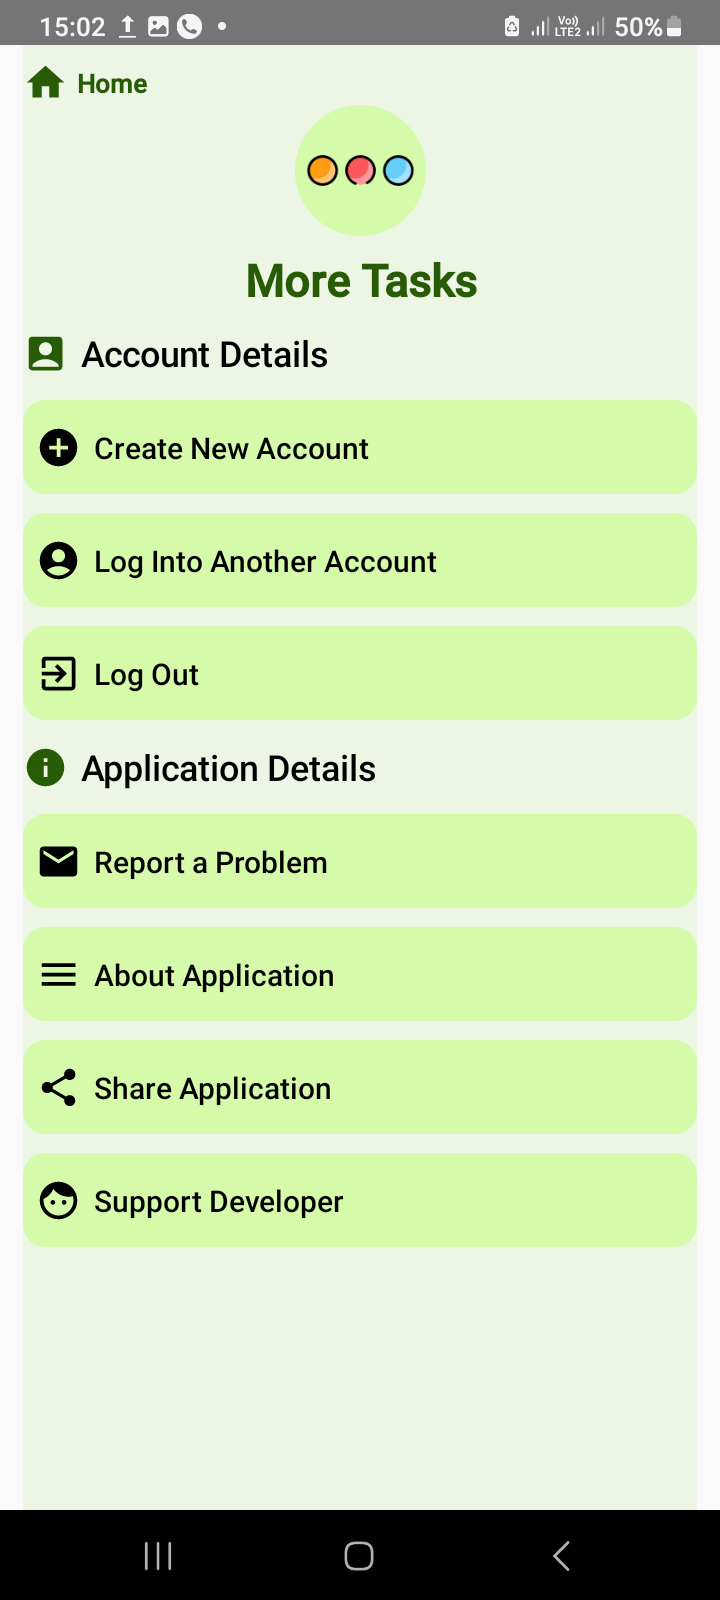 15:02
Vo)) LTE2 50%
Home
More Tasks
Account Details
Create New Account
Log Into Another Account
Log Out
Application Details
Report a Problem
About Application
Share Application
Support Developer